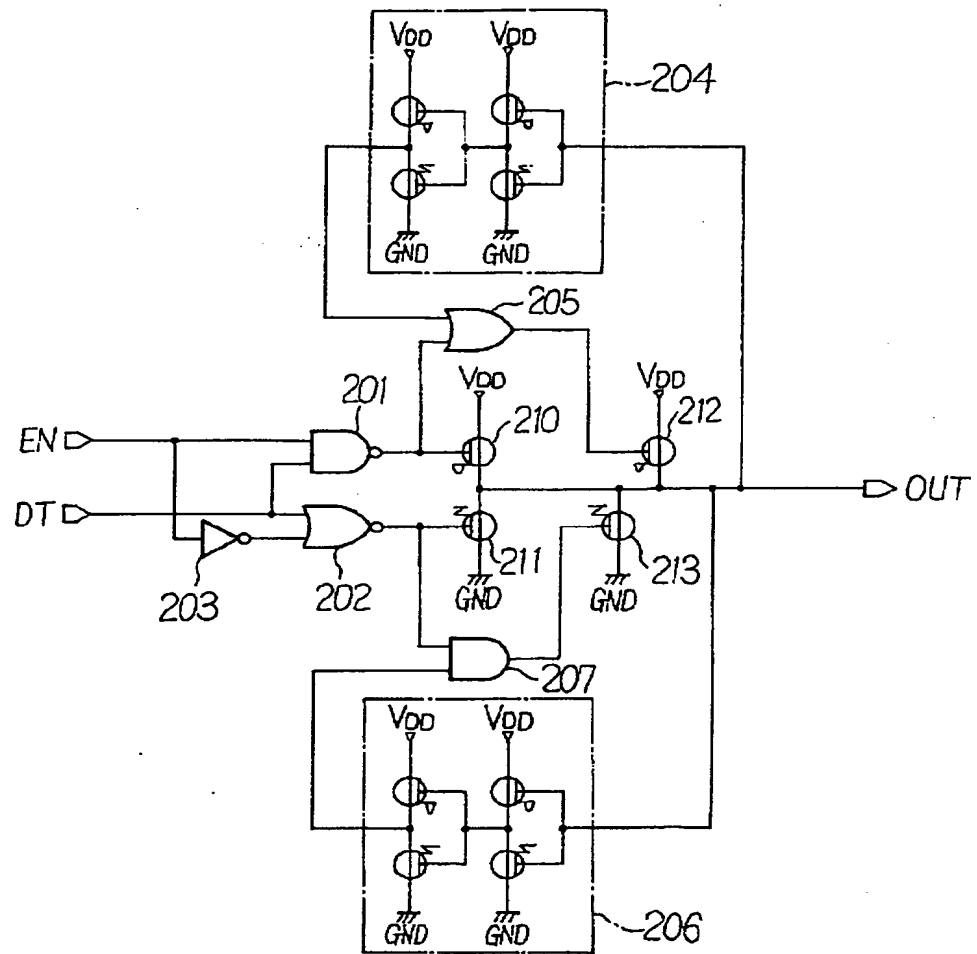 VDD VDD
204
GND GND
205
VDD VDD
201 210 212
EN
DT OUT
203 202 211 213
GND GND
207
VDD VDD
GND GND
206